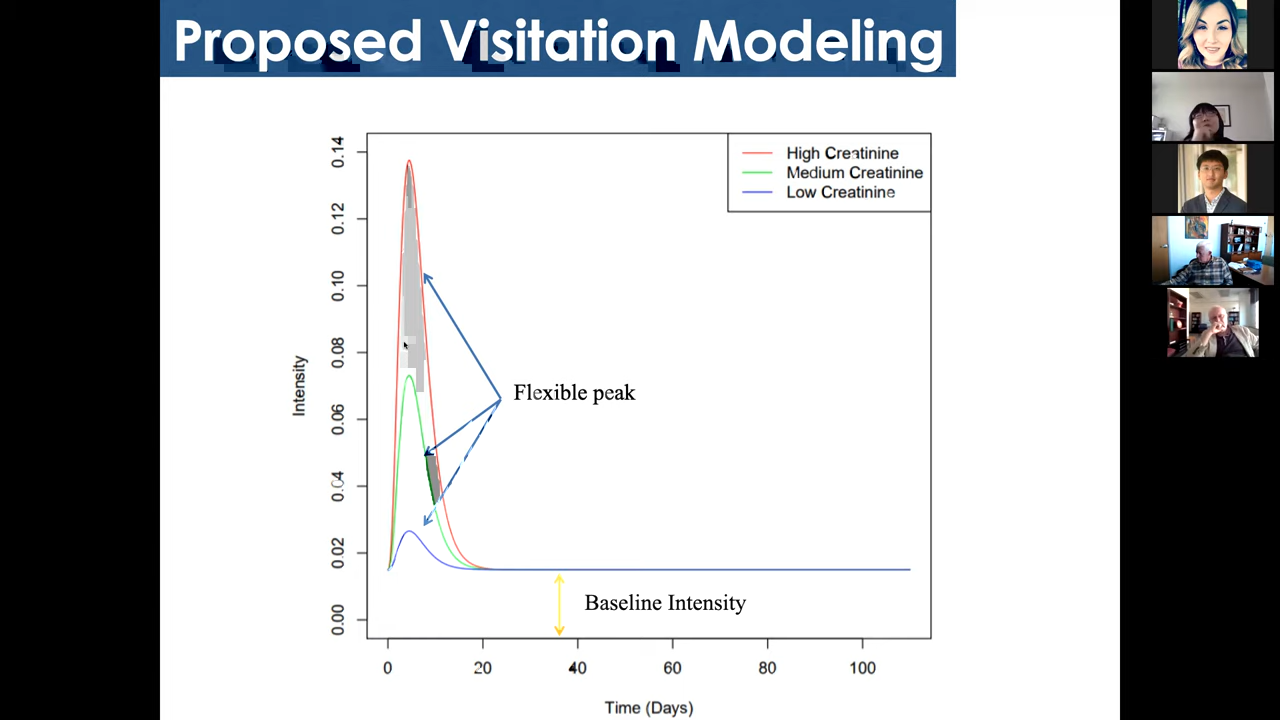 Proposed Visitation Modeling
High Creatinine
Medium Creatinine
Low Creatinine
0.14
0.12
0.10
0.08
0.06
0.04
0.02
0.00
Intensity
Flexible peak
Baseline Intensity
0 20 40 60 80 100
Time (Days)